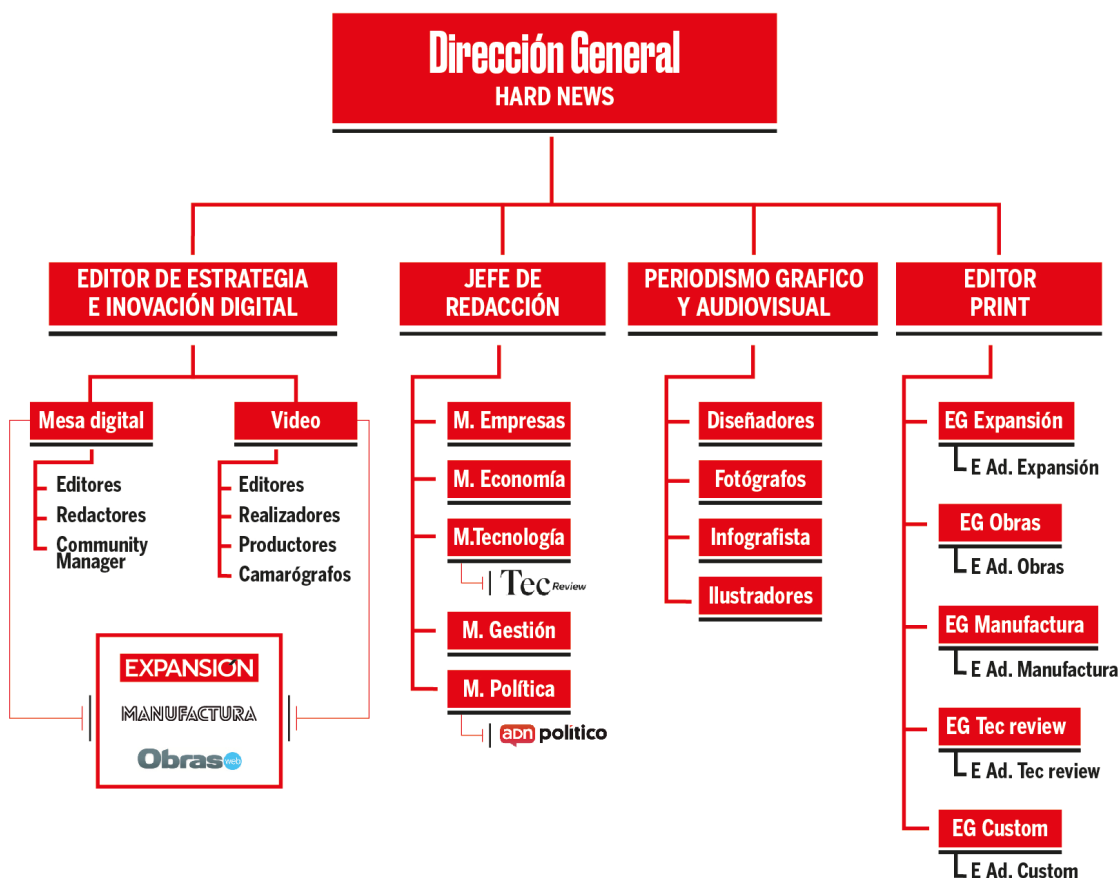 Dirección General
HARD NEWS
EDITOR DE ESTRATEGIA
E INOVACIÓN DIGITAL
Mesa digital
Editores
Redactores
Community
Manager
Video
Editores
Realizadores
Productores
Camarógrafos
EXPANSIÓN
MANUFACTURA
Obras web
JEFE DE
REDACCIÓN
M. Empresas
M. Economía
M.Tecnología
Tec Review
M. Gestión
M. Política
adn político
PERIODISMO GRAFICO
Y AUDIOVISUAL
Diseñadores
Fotógrafos
Infografista
Ilustradores
EDITOR
PRINT
EG Expansión
E Ad. Expansión
EG Obras
E Ad. Obras
EG Manufactura
E Ad. Manufactura
EG Tec review
E Ad. Tec review
EG Custom
E Ad. Custom